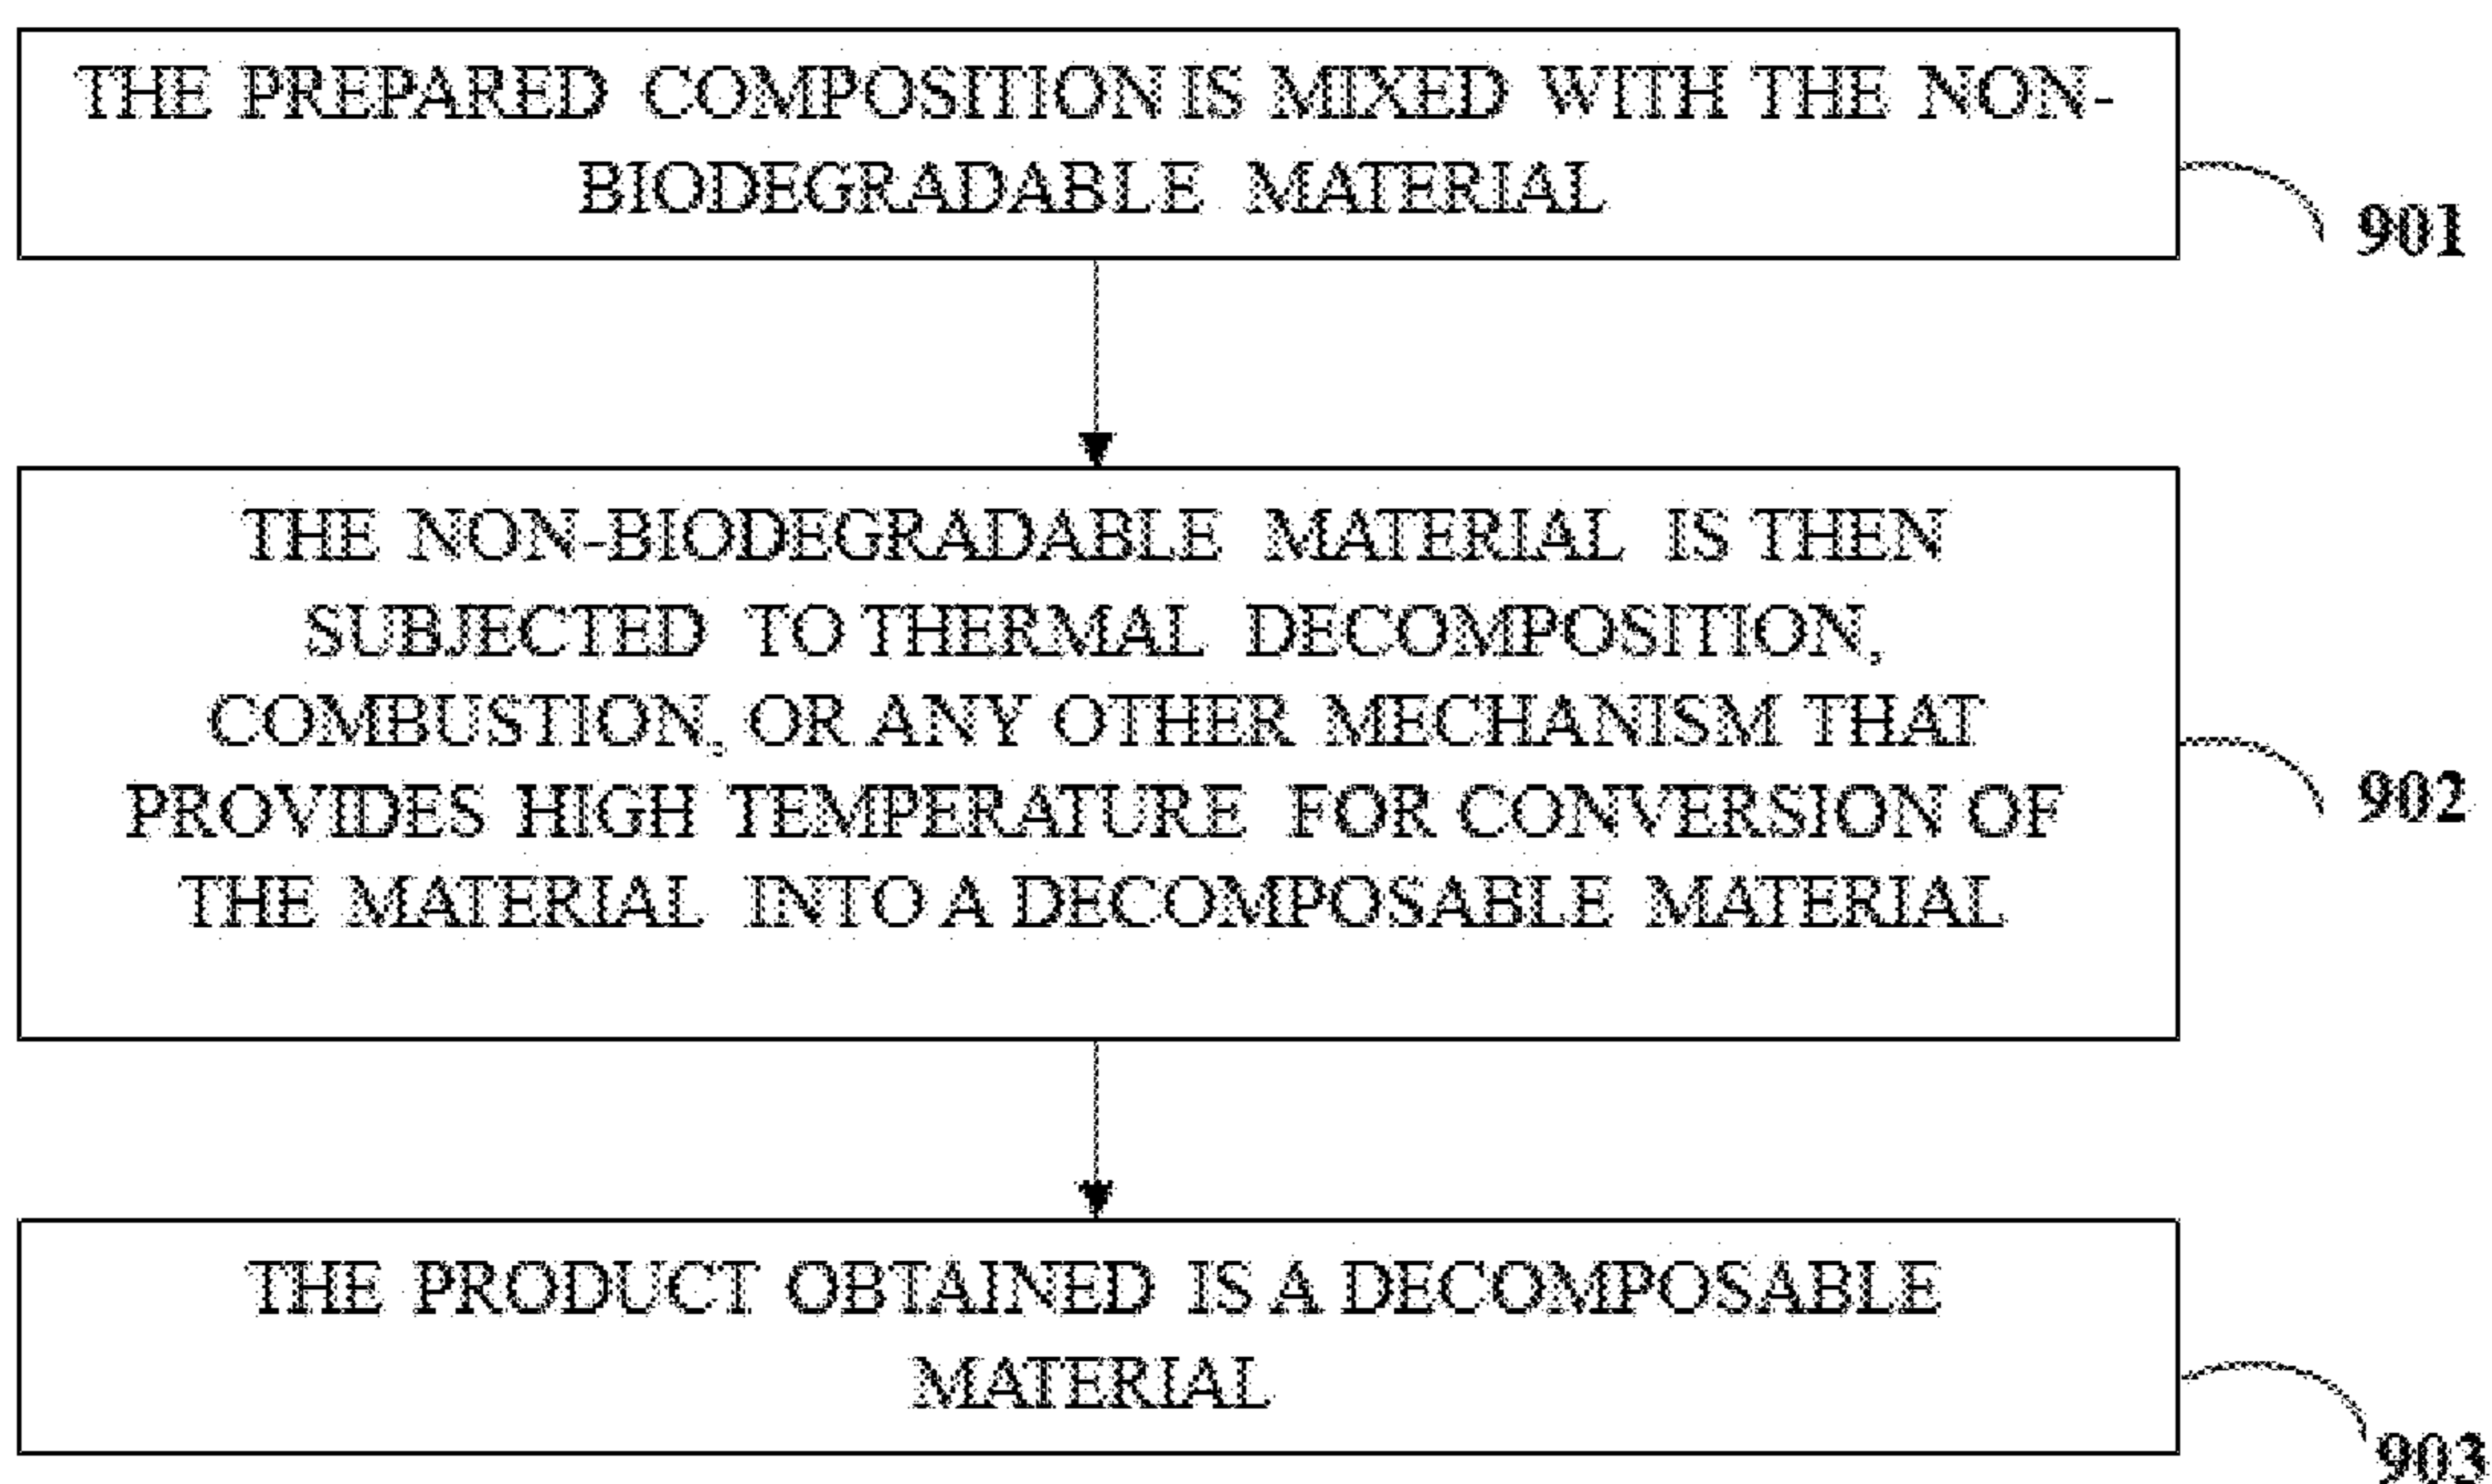 THE PREPARED COMPOSITION IS MIXED WITH THE NON-
BIODEGRADABLE MATERIAL
901
THE NON-BIODEGRADABLE MATERIAL IS THEN
SUBJECTED TO THERMAL DECOMPOSITION,
COMBUSTION, OR ANY OTHER MECHANISM THAT
PROVIDES HIGH TEMPERATURE FOR CONVERSION OF
THE MATERIAL INTO A DECOMPOSABLE MATERIAL
902
THE PRODUCT OBTAINED IS A DECOMPOSABLE
MATERIAL
903